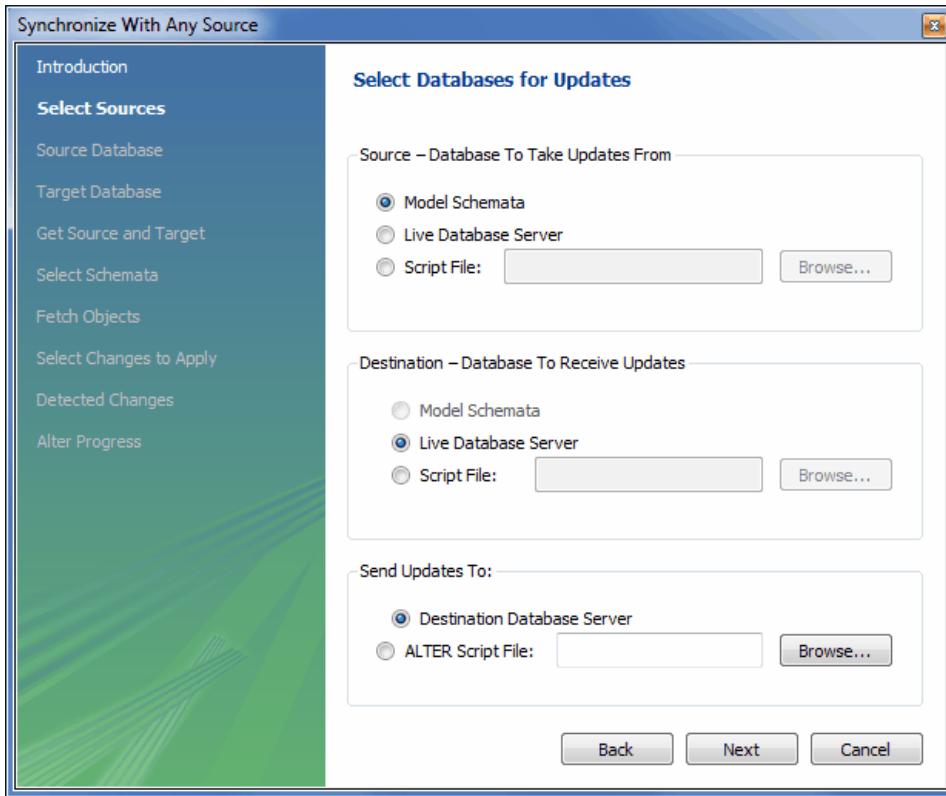 Synchronize With Any Source
Introduction
Select Sources
Source Database
Target Database
Get Source and Target
Select Schemata
Fetch Objects
Select Changes to Apply
Detected Changes
Alter Progress
Select Databases for Updates
Source – Database To Take Updates From
Model Schemata
Live Database Server
Script File: Browse...
Destination – Database To Receive Updates
Model Schemata
Live Database Server
Script File: Browse...
Send Updates To:
Destination Database Server
ALTER Script File: Browse...
Back Next Cancel